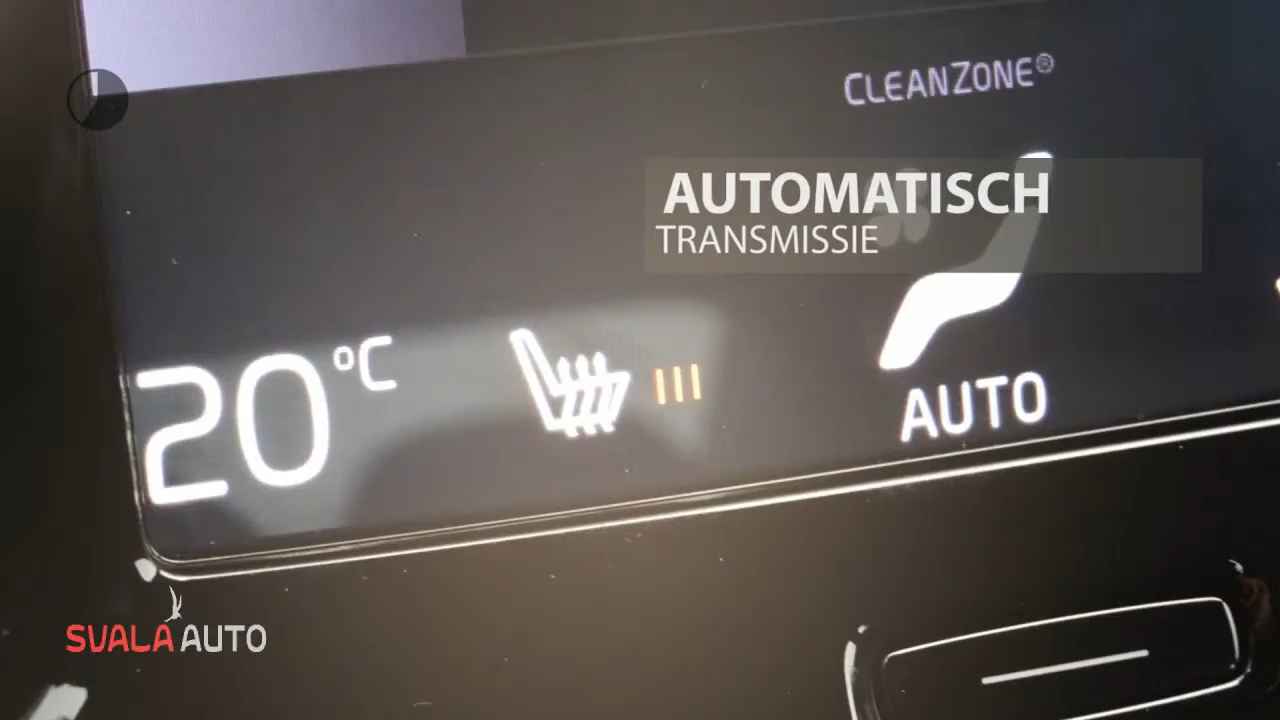 CLEANZONE®
AUTOMATISCH
TRANSMISSIE
20 °C
AUTO
SVALA AUTO